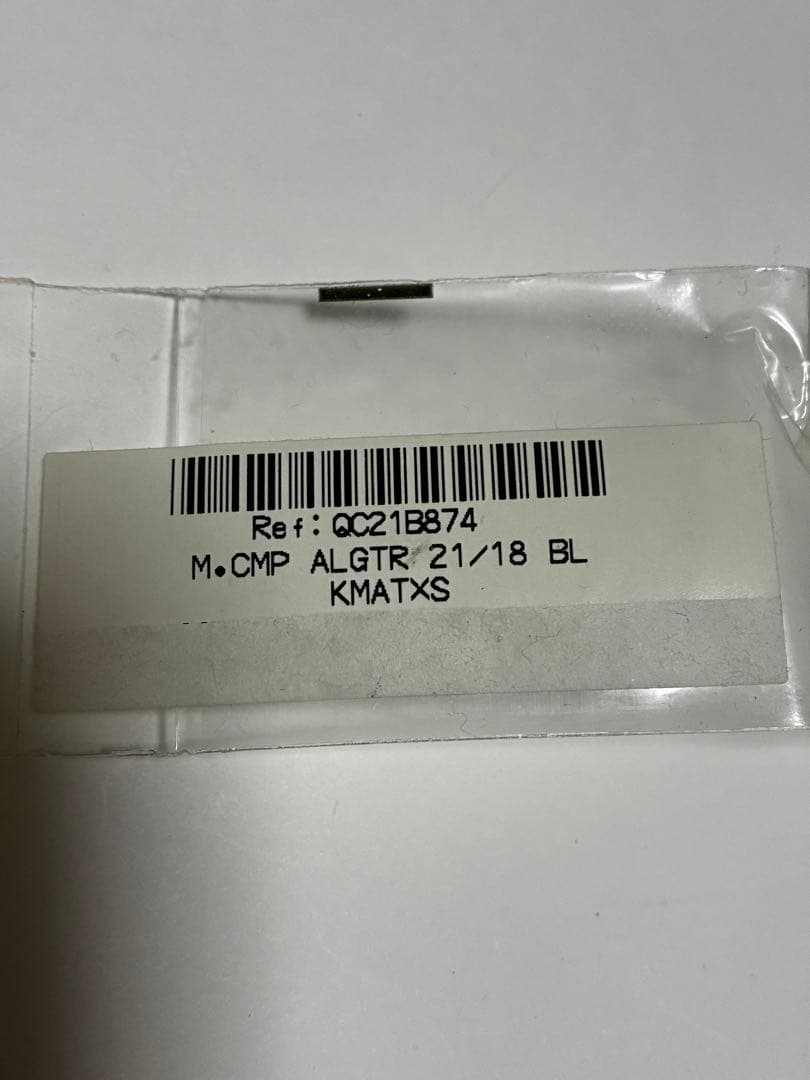 Ref: QC21B874
M.CMP ALGTR 21/18 BL
KMATXS